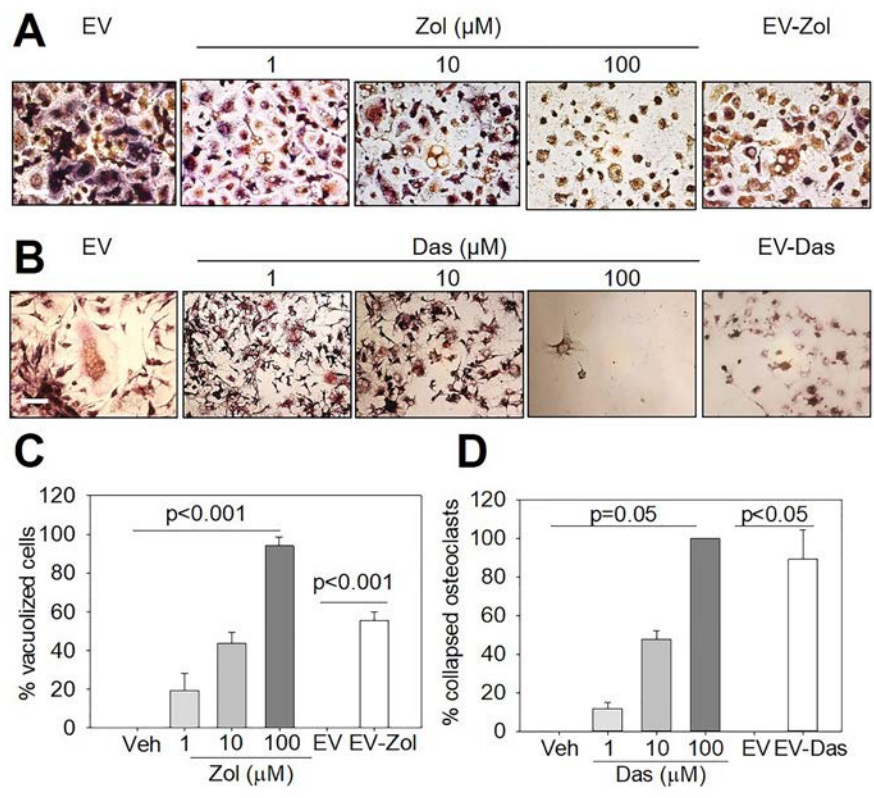 A
EV
Zol (µM)
EV-Zol
1
10
100
B
EV
Das (µM)
EV-Das
1
10
100
C
% vacuolized cells
120
100
80
60
40
20
0
p<0.001
p<0.001
Veh
1
10
100
EV
EV-Zol
Zol (µM)
D
% collapsed osteoclasts
120
100
80
60
40
20
0
p=0.05
p<0.05
Veh
1
10
100
EV
EV-Das
Das (µM)